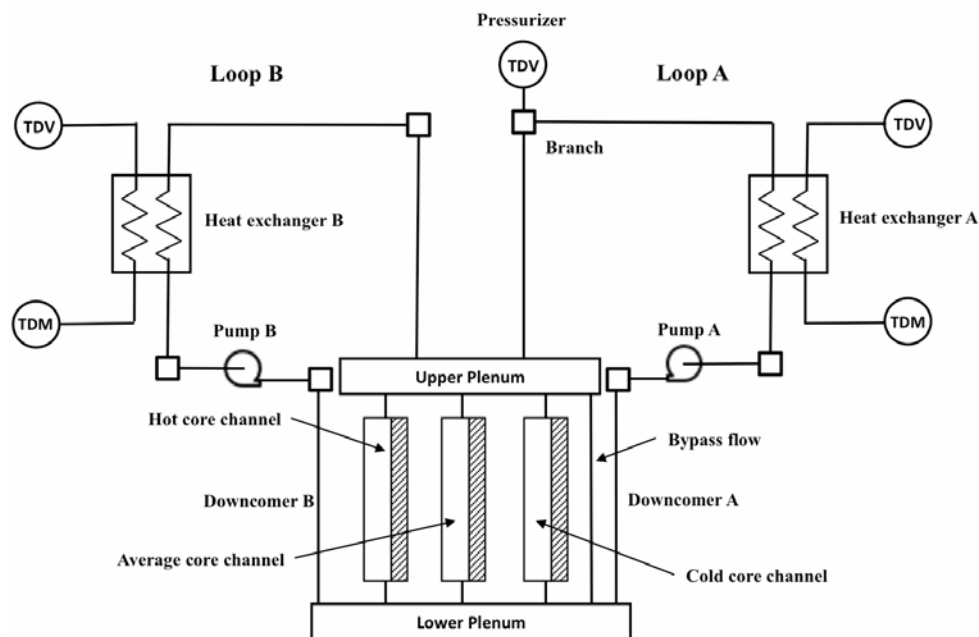 Pressurizer
TDV
Loop B
Loop A
TDV
TDV
Branch
Heat exchanger B
Heat exchanger A
TDM
TDM
Pump B
Pump A
Upper Plenum
Hot core channel
Bypass flow
Downcomer B
Downcomer A
Average core channel
Cold core channel
Lower Plenum